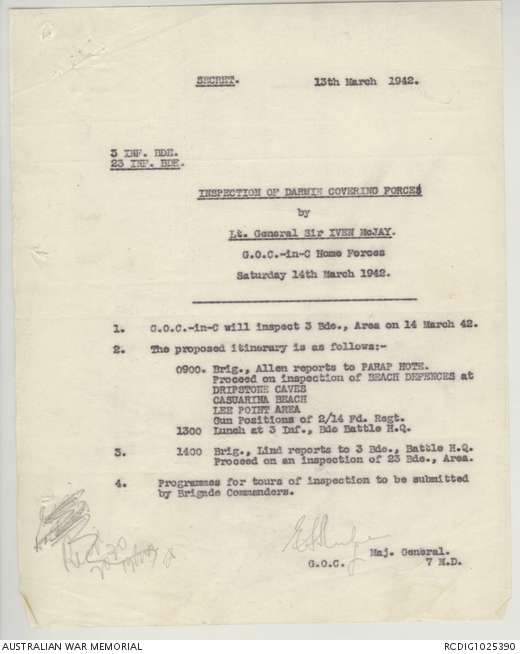 SECRET. 13th March 1942.
3 INF. BDE.
23 INF. BDE.
INSPECTION OF DARWIN COVERING FORCES
by
Lt. General Sir IVEN McJAY.
G.O.C.-in-C Home Forces
Saturday 14th March 1942.
1. G.O.C.-in-C will inspect 3 Bde., Area on 14 March 42.
2. The proposed itinerary is as follows:-
0900. Brig., Allen reports to PARAP HOTE.
Proceed on inspection of BEACH DEFENCES at
DRIPSTONE CAVES
CASUARINA BEACH
LEE POINT AREA
Gun Positions of 2/14 Fd. Regt.
1300 Lunch at 3 Inf., Bde Battle H.Q.
3. 1400 Brig., Lind reports to 3 Bde., Battle H.Q.
Proceed on an inspection of 23 Bde., Area.
4. Programmes for tours of inspection to be submitted
by Brigade Commanders.
Maj. General.
G.O.C. 7 M.D.
AUSTRALIAN WAR MEMORIAL RCDIG1025390